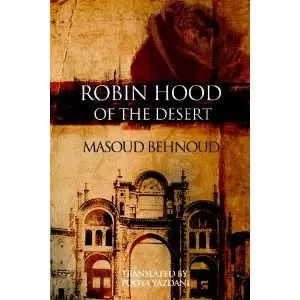 ROBIN HOOD
OF THE DESERT
MASOUD BEHNOUD
TRANSLATED BY
POOYA YAZDANI